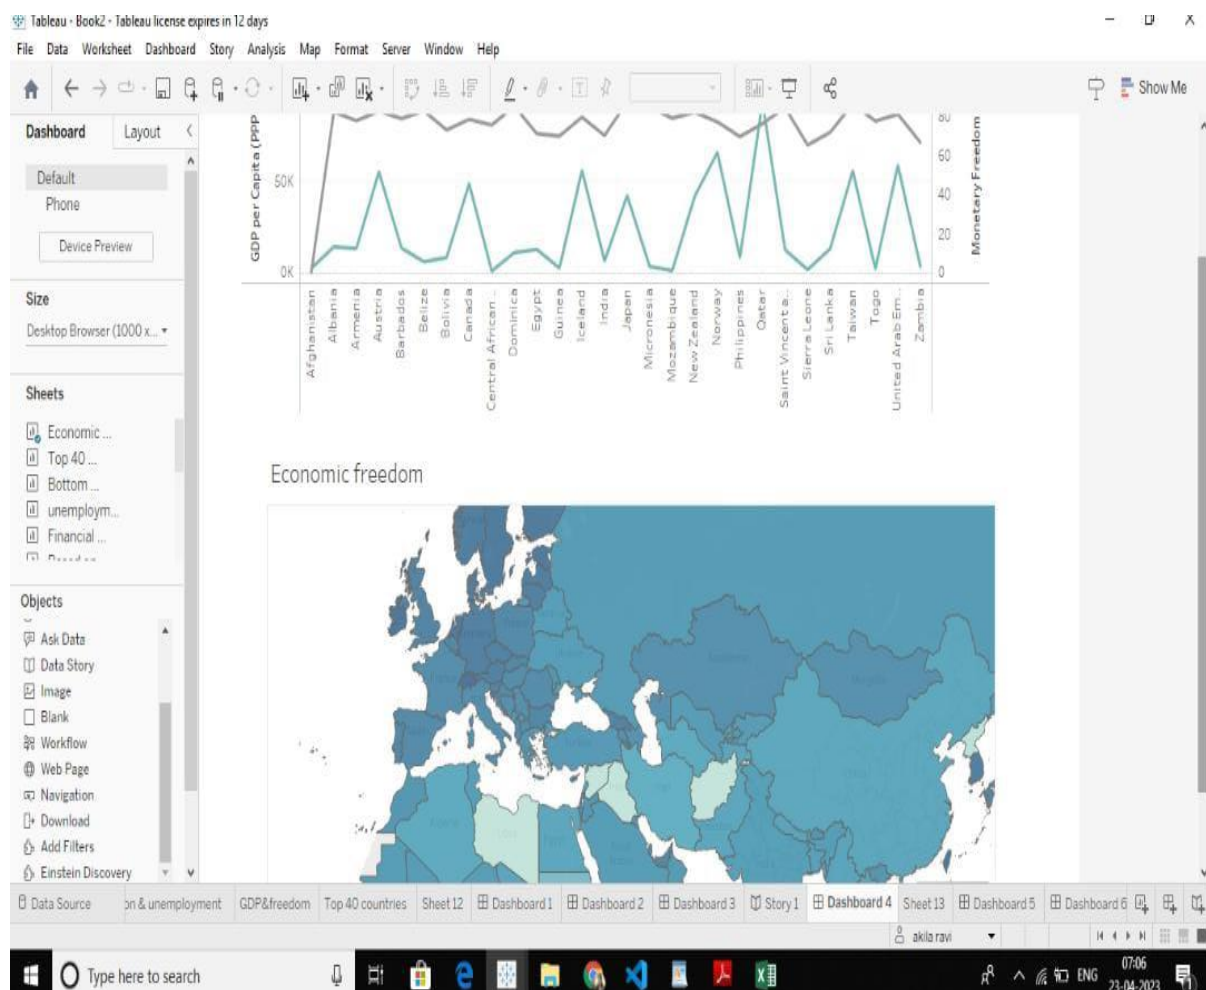 Tableau - Book2 - Tableau license expires in 12 days
File Data Worksheet Dashboard Story Analysis Map Format Server Window Help
Show Me
Dashboard Layout
Default
Phone
Device Preview
Size
Desktop Browser (1000 x...
Sheets
Economic ...
Top 40 ...
Bottom ...
unemploym...
Financial ...
Objects
Ask Data
Data Story
Image
Blank
Workflow
Web Page
Navigation
Download
Add Filters
Einstein Discovery
GDP per Capita (PPP
50K
0K
80
60
40
20
0
Monetary Freedom
Afghanistan
Albania
Armenia
Austria
Barbados
Belize
Bolivia
Canada
Central African ..
Dominica
Egypt
Guinea
Iceland
India
Japan
Micronesia
Mozambique
New Zealand
Norway
Philippines
Qatar
Saint Vincent a..
Sierra Leone
Sri Lanka
Taiwan
Togo
United Arab Em..
Zambia
Economic freedom
Data Source on & unemployment GDP&freedom Top 40 countries Sheet 12 Dashboard 1 Dashboard 2 Dashboard 3 Story 1 Dashboard 4 Sheet 13 Dashboard 5 Dashboard 6
akila ravi
Type here to search
ENG
07:06
23-04-2023